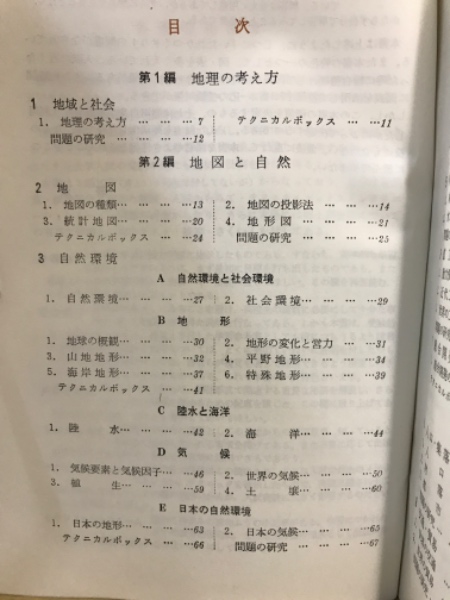 目 次
第1編 地理の考え方
1 地域と社会
1. 地理の考え方 … … … 7 テクニカルボックス … …11
問題の研究 … … …12
第2編 地図と自然
2 地 図
1. 地図の種類… … … …13 2. 地図の投影法 … … …14
3. 統計地図… … … …20 4. 地形図 … … … …21
テクニカルボックス … …24 問題の研究 … … …25
3 自然環境
A 自然環境と社会環境
1. 自然環境… … … …27 2. 社会環境… … … …29
B 地 形
1. 地球の概観… … … …30 2. 地形の変化と営力 … …31
3. 山地地形… … … …32 4. 平野地形… … … …34
5. 海岸地形… … … …37 6. 特殊地形… … … …39
テクニカルボックス … …41
C 陸水と海洋
1. 陸 水… … … …42 2. 海 洋… … … …44
D 気 候
1. 気候要素と気候因子… …46 2. 世界の気候… … … …50
3. 植 生… … … …59 4. 土 壌… … … …60
E 日本の自然環境
1. 日本の地形… … … …63 2. 日本の気候… … … …65
テクニカルボックス … …66 問題の研究 … … …67